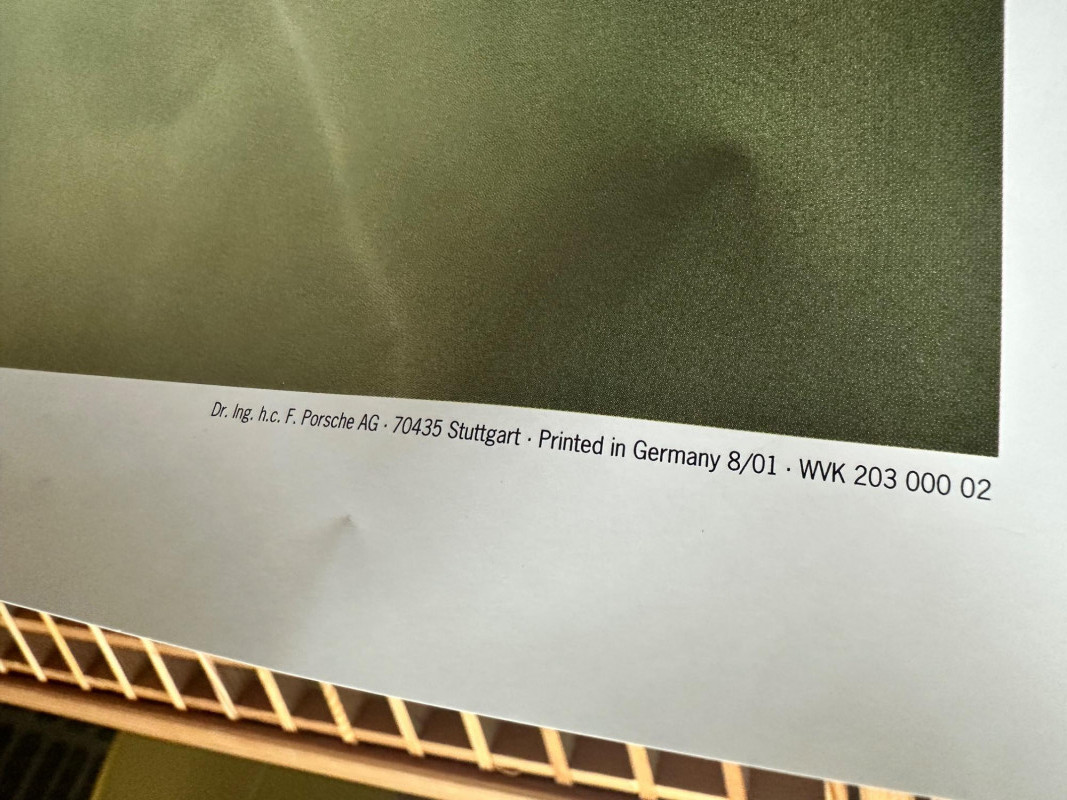 Dr. Ing. h.c. F. Porsche AG · 70435 Stuttgart · Printed in Germany 8/01 · WVK 203 000 02